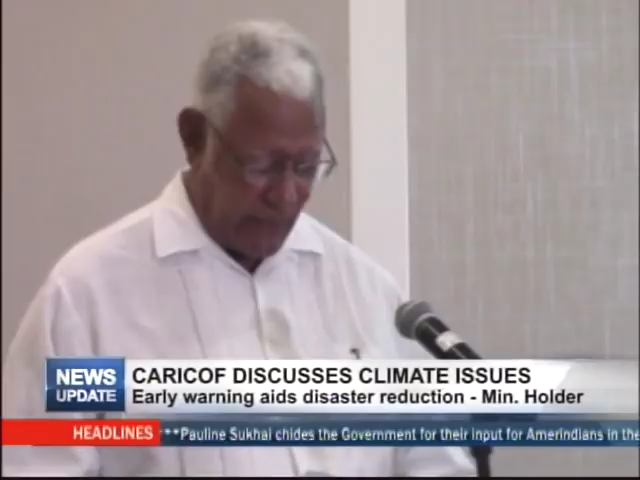 NEWS UPDATE
CARICOF DISCUSSES CLIMATE ISSUES
Early warning aids disaster reduction - Min. Holder
HEADLINES
***Pauline Sukhai chides the Government for their input for Amerindians in the